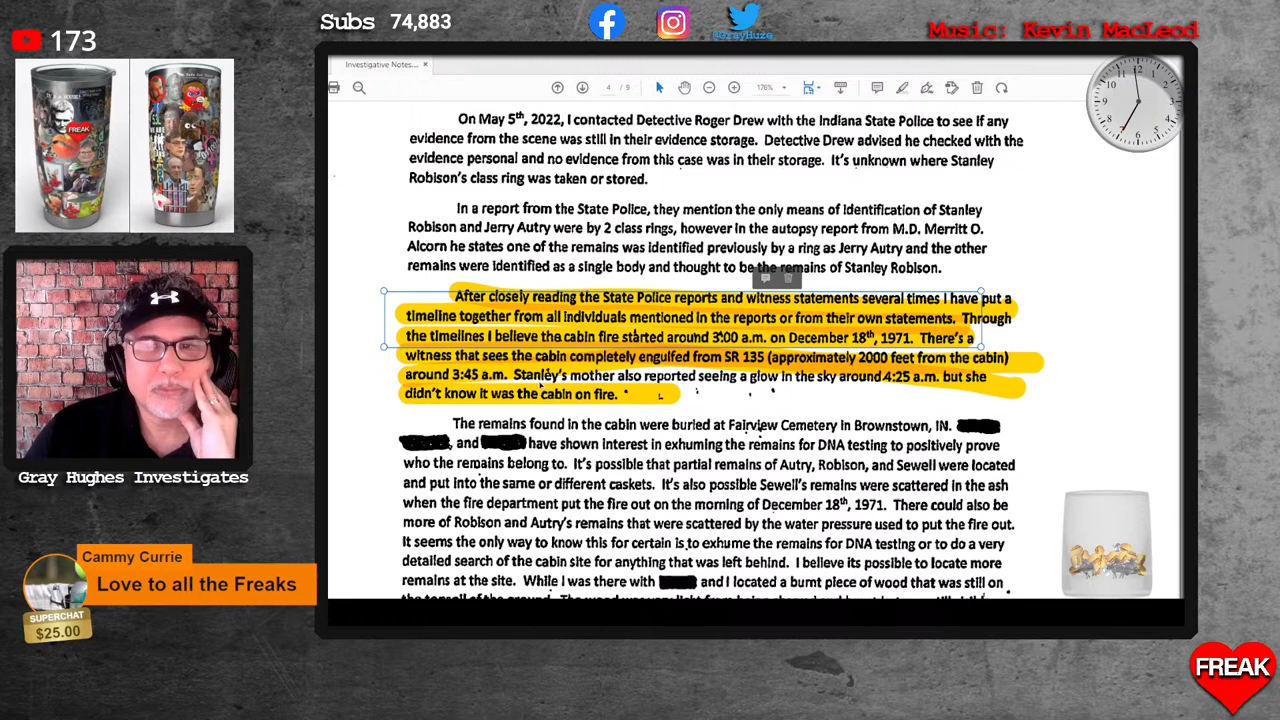 Subs 74,883
173
@GrayHuze
Music: Kevin MacLeod
Investigative Notes... ×
4 / 9
176%
On May 5th, 2022, I contacted Detective Roger Drew with the Indiana State Police to see if any
evidence from the scene was still in their evidence storage. Detective Drew advised he checked with the
evidence personal and no evidence from this case was in their storage. It's unknown where Stanley
Robison's class ring was taken or stored.
In a report from the State Police, they mention the only means of identification of Stanley
Robison and Jerry Autry were by 2 class rings, however in the autopsy report from M.D. Merritt O.
Alcorn he states one of the remains was identified previously by a ring as Jerry Autry and the other
remains were identified as a single body and thought to be the remains of Stanley Robison.
After closely reading the State Police reports and witness statements several times I have put a
timeline together from all individuals mentioned in the reports or from their own statements. Through
the timelines I believe the cabin fire started around 3:00 a.m. on December 18th, 1971. There's a
witness that sees the cabin completely engulfed from SR 135 (approximately 2000 feet from the cabin)
around 3:45 a.m. Stanley's mother also reported seeing a glow in the sky around 4:25 a.m. but she
didn't know it was the cabin on fire.
The remains found in the cabin were buried at Fairview Cemetery in Brownstown, IN.
, and have shown interest in exhuming the remains for DNA testing to positively prove
who the remains belong to. It's possible that partial remains of Autry, Robison, and Sewell were located
and put into the same or different caskets. It's also possible Sewell's remains were scattered in the ash
when the fire department put the fire out on the morning of December 18th, 1971. There could also be
more of Robison and Autry's remains that were scattered by the water pressure used to put the fire out.
It seems the only way to know this for certain is to exhume the remains for DNA testing or to do a very
detailed search of the cabin site for anything that was left behind. I believe its possible to locate more
remains at the site. While I was there with and I located a burnt piece of wood that was still on
FREAK
Gray Hughes Investigates
Cammy Currie
Love to all the Freaks
SUPERCHAT
$25.00
FREAK